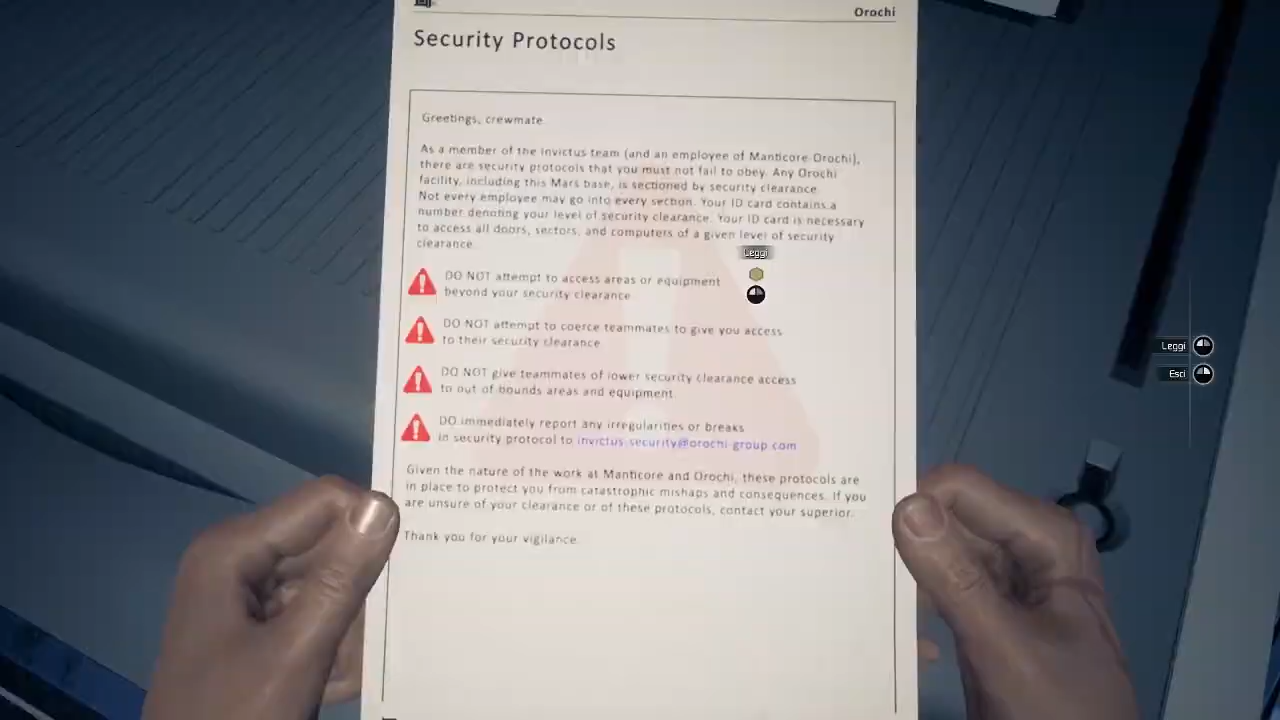 Orochi
Security Protocols
Greetings, crewmate.
As a member of the Invictus team (and an employee of Manticore-Orochi),
there are security protocols that you must not fail to obey. Any Orochi
facility, including this Mars base, is sectioned by security clearance.
Not every employee may go into every section. Your ID card contains a
number denoting your level of security clearance. Your ID card is necessary
to access all doors, sectors, and computers of a given level of security
clearance.
Leggi
DO NOT attempt to access areas or equipment
beyond your security clearance.
DO NOT attempt to coerce teammates to give you access
to their security clearance.
Leggi
Esci
DO NOT give teammates of lower security clearance access
to out of bounds areas and equipment.
DO immediately report any irregularities or breaks
in security protocol to invictus.security@orochi-group.com
Given the nature of the work at Manticore and Orochi, these protocols are
in place to protect you from catastrophic mishaps and consequences. If you
are unsure of your clearance or of these protocols, contact your superior.
Thank you for your vigilance.